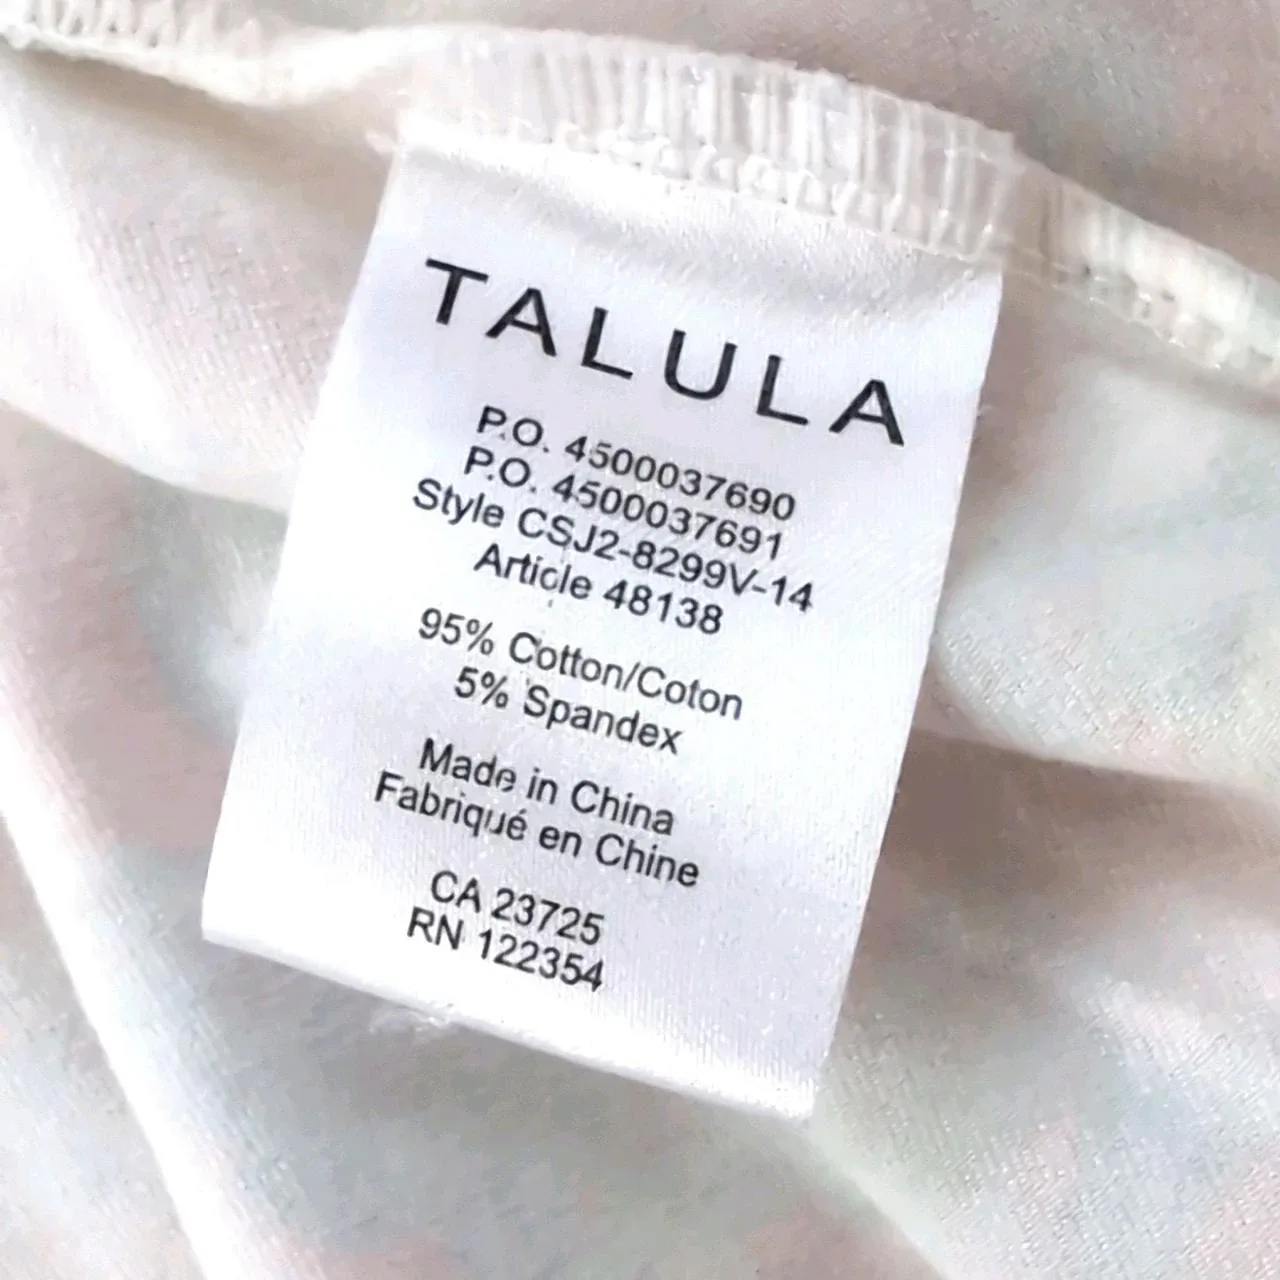 TALULA
P.O. 4500037690
P.O. 4500037691
Style CSJ2-8299V-14
Article 48138
95% Cotton/Coton
5% Spandex
Made in China
Fabriqué en Chine
CA 23725
RN 122354